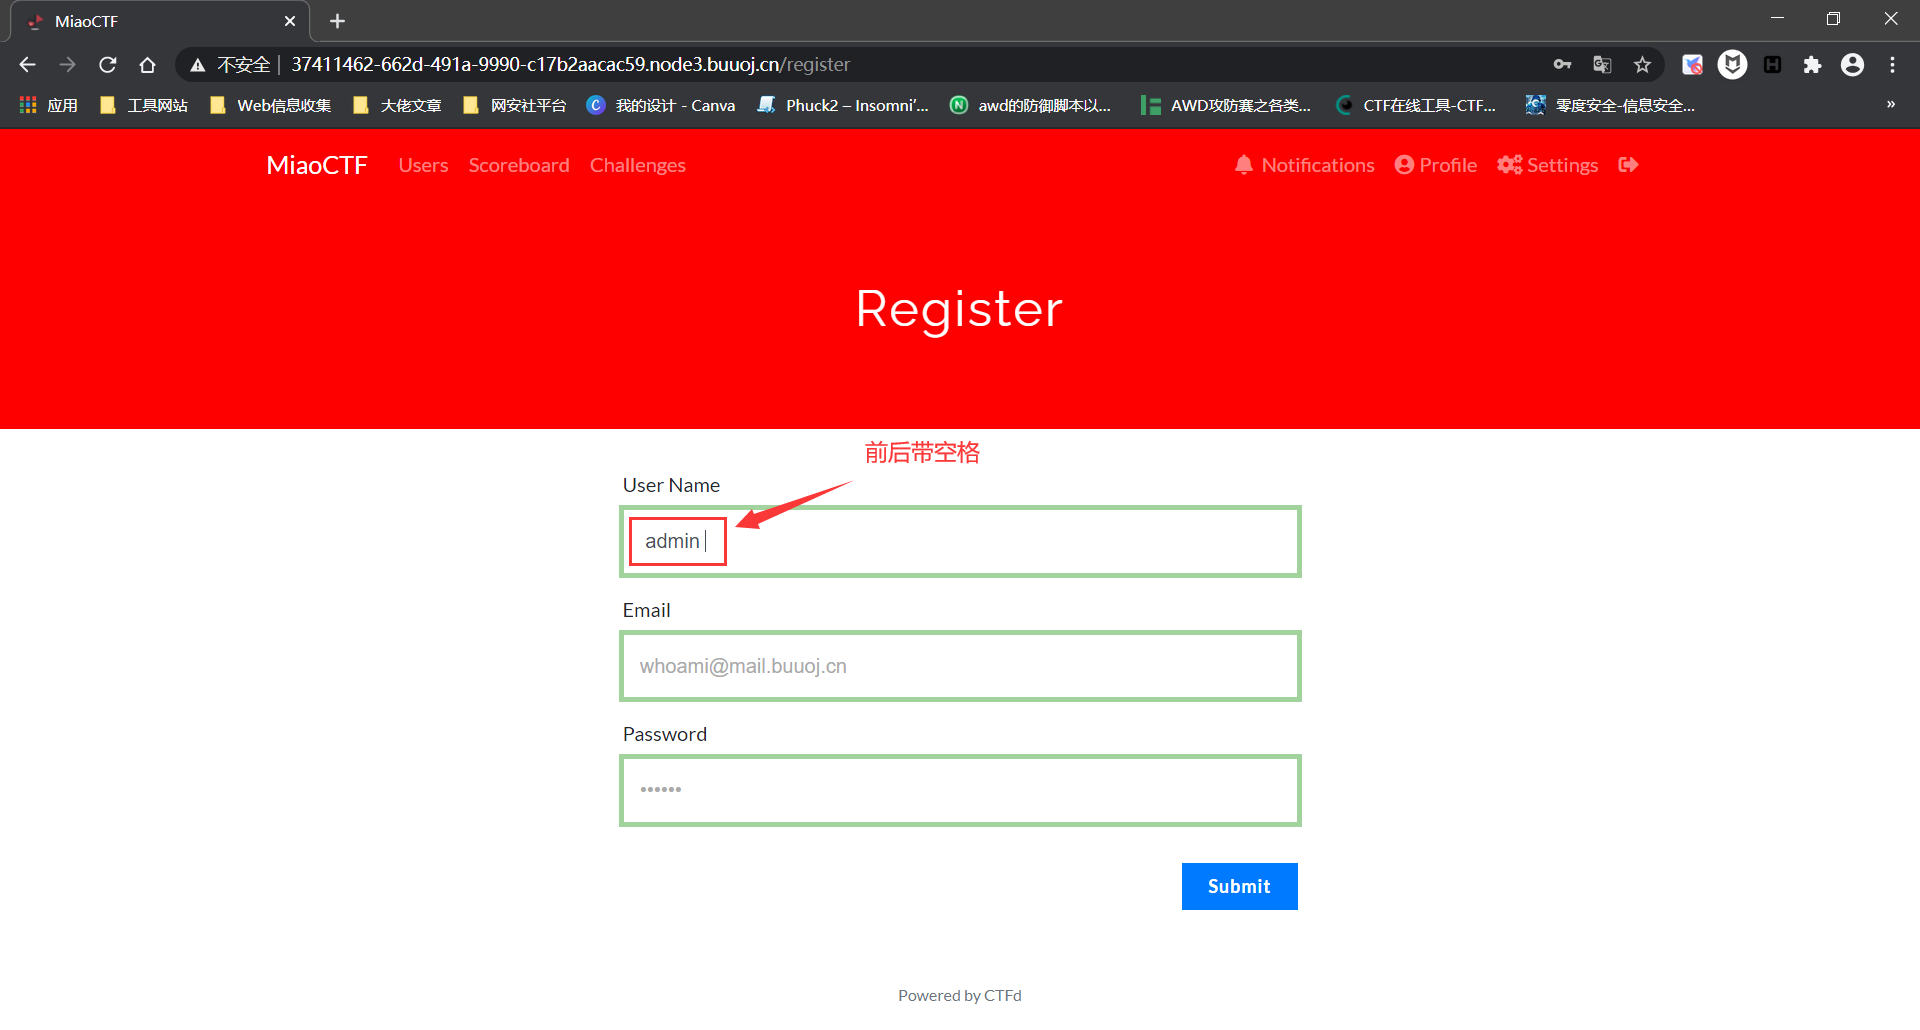 MiaoCTF
不安全 37411462-662d-491a-9990-c17b2aacac59.node3.buuoj.cn/register
应用 工具网站 Web信息收集 大佬文章 网安社平台 我的设计 - Canva Phuck2 – Insomni'... awd的防御脚本以... AWD攻防赛之各类... CTF在线工具-CTF... 零度安全-信息安全... »
MiaoCTF Users Scoreboard Challenges Notifications Profile Settings
Register
前后带空格
User Name
admin
Email
whoami@mail.buuoj.cn
Password
••••••
Submit
Powered by CTFd